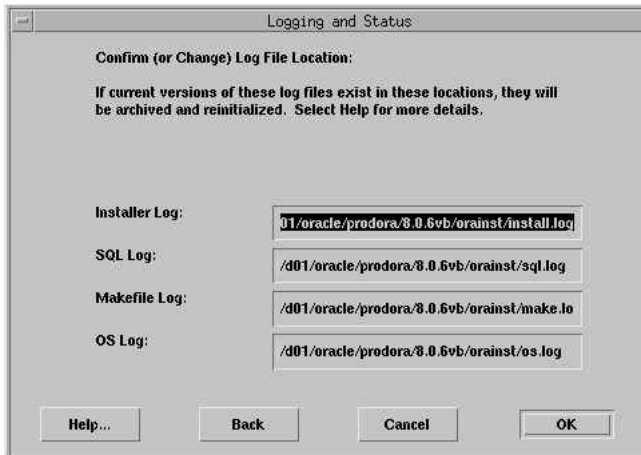 Logging and Status
Confirm (or Change) Log File Location:
If current versions of these log files exist in these locations, they will
be archived and reinitialized. Select Help for more details.
Installer Log:
01/oracle/prodora/8.0.6vb/orainst/install.log
SQL Log:
/d01/oracle/prodora/8.0.6vb/orainst/sql.log
Makefile Log:
/d01/oracle/prodora/8.0.6vb/orainst/make.lo
OS Log:
/d01/oracle/prodora/8.0.6vb/orainst/os.log
Help... Back Cancel OK